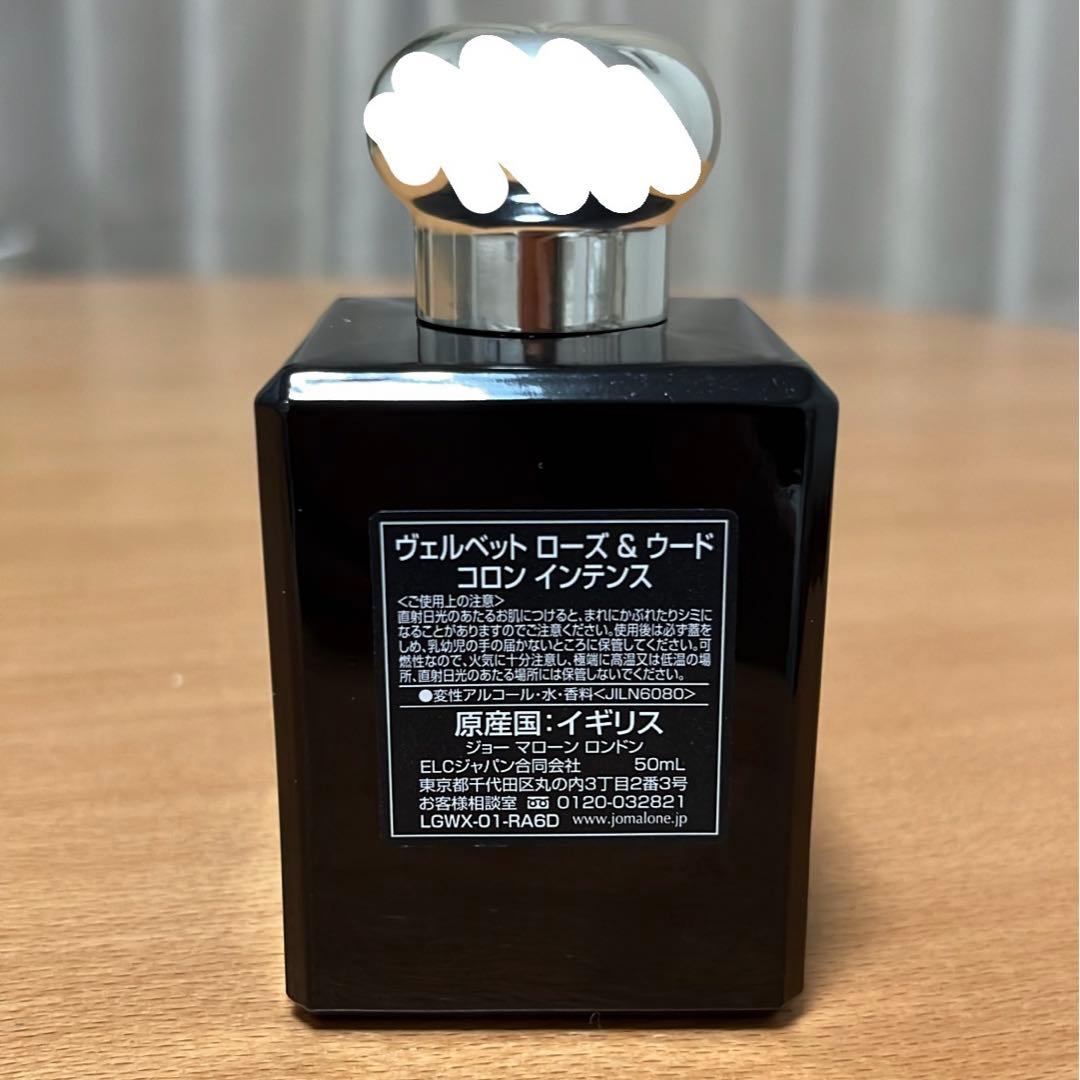 ヴェルベット ローズ & ウード
コロン インテンス
<ご使用上の注意>
直射日光のあたるお肌につけると、まれにかぶれたりシミに
なることがありますのでご注意ください。使用後は必ず蓋を
しめ、乳幼児の手の届かないところに保管してください。可
燃性なので、火気に十分注意し、極端に高温又は低温の場
所、直射日光のあたる場所には保管しないでください。
●変性アルコール・水・香料<JILN6080>
原産国:イギリス
ジョー マローン ロンドン
ELCジャパン合同会社 50mL
東京都千代田区丸の内3丁目2番3号
お客様相談室 0120-032821
LGWX-01-RA6D www.jomalone.jp